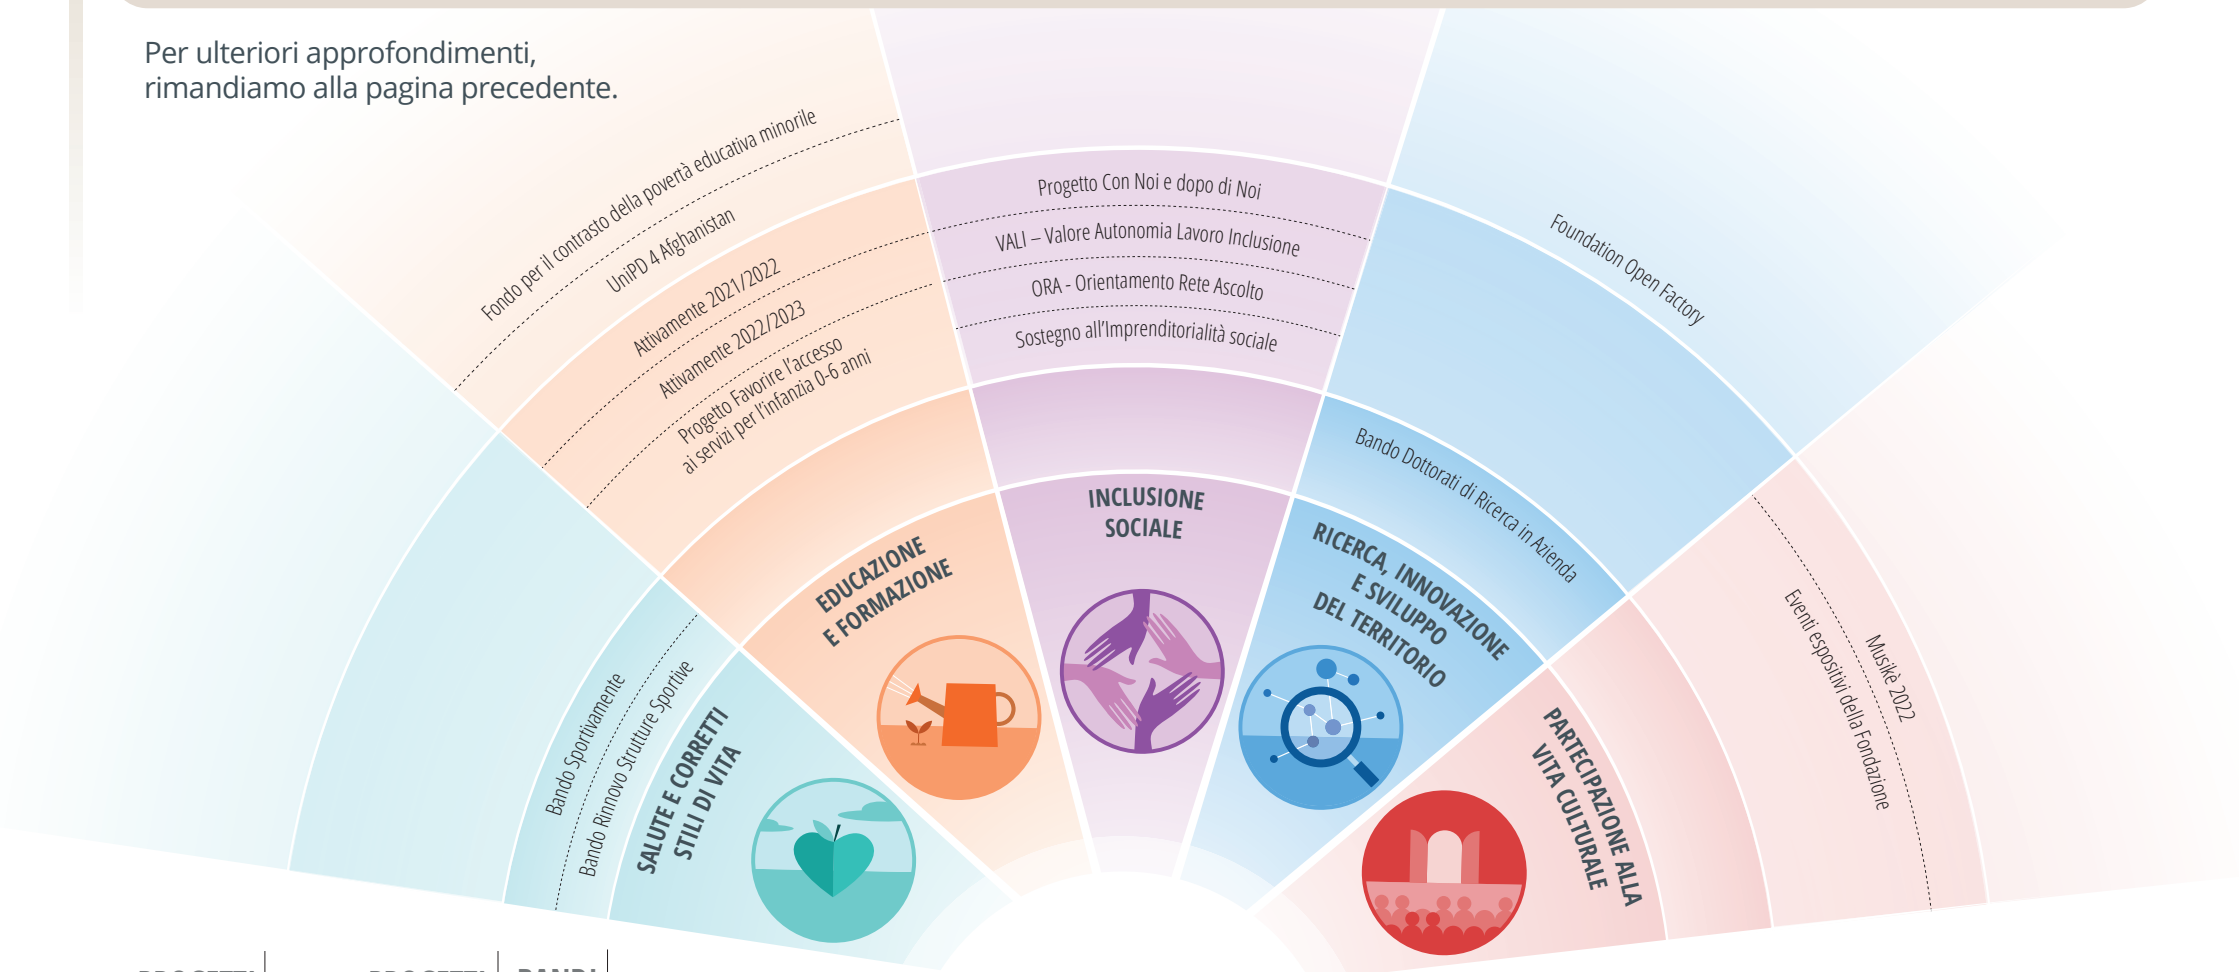 Per ulteriori approfondimenti,
rimandiamo alla pagina precedente.
Fondo per il contrasto della povertà educativa minorile
UniPD 4 Afghanistan
Attivamente 2021/2022
Attivamente 2022/2023
Progetto Favorire l'accesso
ai servizi per l'infanzia 0-6 anni
EDUCAZIONE
E FORMAZIONE
Progetto Con Noi e dopo di Noi
VALI – Valore Autonomia Lavoro Inclusione
ORA - Orientamento Rete Ascolto
Sostegno all'Imprenditorialità sociale
INCLUSIONE
SOCIALE
Foundation Open Factory
Bando Dottorati di Ricerca in Azienda
RICERCA, INNOVAZIONE
E SVILUPPO
DEL TERRITORIO
Bando Sportivamente
Bando Rinnovo Strutture Sportive
SALUTE E CORRETTI
STILI DI VITA
Musikè 2022
Eventi espositivi della Fondazione
PARTECIPAZIONE ALLA
VITA CULTURALE
PROGETTI
PROGETTI
BANDI